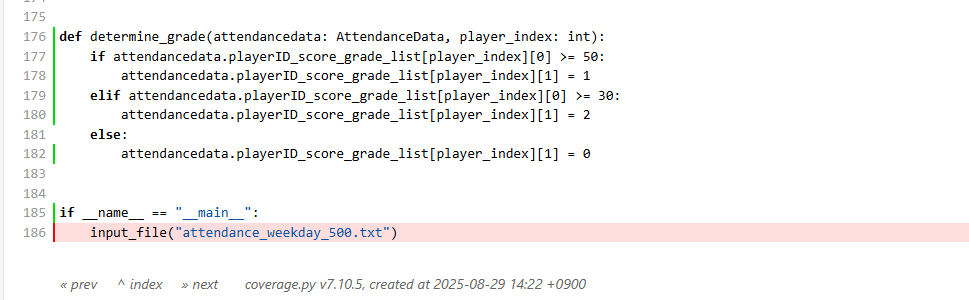 175
176 def determine_grade(attendancedata: AttendanceData, player_index: int):
177     if attendancedata.playerID_score_grade_list[player_index][0] >= 50:
178         attendancedata.playerID_score_grade_list[player_index][1] = 1
179     elif attendancedata.playerID_score_grade_list[player_index][0] >= 30:
180         attendancedata.playerID_score_grade_list[player_index][1] = 2
181     else:
182         attendancedata.playerID_score_grade_list[player_index][1] = 0
183
184
185 if __name__ == "__main__":
186     input_file("attendance_weekday_500.txt")
« prev ^ index » next coverage.py v7.10.5, created at 2025-08-29 14:22 +0900